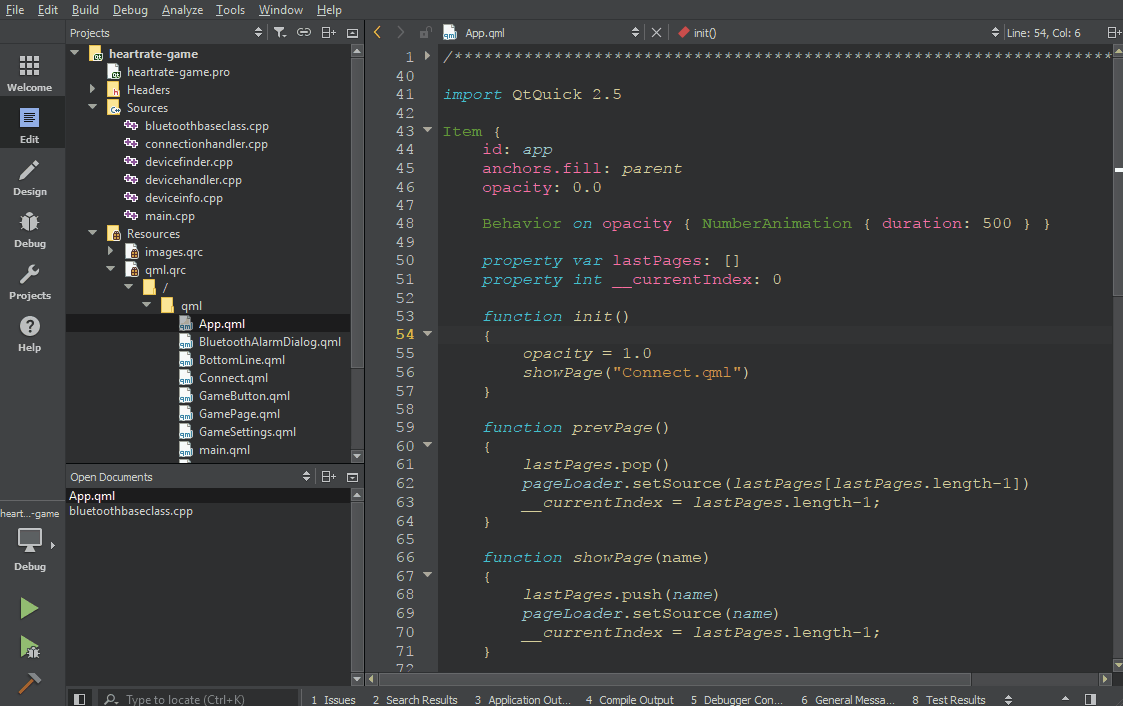 File Edit Build Debug Analyze Tools Window Help
Projects
App.qml
init()
Line: 54, Col: 6
Welcome
Edit
Design
Debug
Projects
Help
heart...-game
Debug
heartrate-game
heartrate-game.pro
Headers
Sources
bluetoothbaseclass.cpp
connectionhandler.cpp
devicefinder.cpp
devicehandler.cpp
deviceinfo.cpp
main.cpp
Resources
images.qrc
qml.qrc
/
qml
App.qml
BluetoothAlarmDialog.qml
BottomLine.qml
Connect.qml
GameButton.qml
GamePage.qml
GameSettings.qml
main.qml
Open Documents
App.qml
bluetoothbaseclass.cpp
1 /********************************************************************
40
41 import QtQuick 2.5
42
43 Item {
44 id: app
45 anchors.fill: parent
46 opacity: 0.0
47
48 Behavior on opacity { NumberAnimation { duration: 500 } }
49
50 property var lastPages: []
51 property int __currentIndex: 0
52
53 function init()
54 {
55 opacity = 1.0
56 showPage("Connect.qml")
57 }
58
59 function prevPage()
60 {
61 lastPages.pop()
62 pageLoader.setSource(lastPages[lastPages.length-1])
63 __currentIndex = lastPages.length-1;
64 }
65
66 function showPage(name)
67 {
68 lastPages.push(name)
69 pageLoader.setSource(name)
70 __currentIndex = lastPages.length-1;
71 }
72
Type to locate (Ctrl+K)
1 Issues 2 Search Results 3 Application Out... 4 Compile Output 5 Debugger Con... 6 General Messa... 8 Test Results